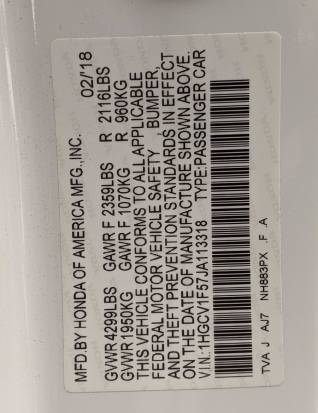 MFD.BY HONDA OF AMERICA MFG.,INC. 02/'18
GVWR 4299LBS GAWR F 2359LBS R 2116LBS
GVWR 1950KG GAWR F 1070KG R 960KG
THIS VEHICLE CONFORMS TO ALL APPLICABLE
FEDERAL MOTOR VEHICLE SAFETY , BUMPER,
AND THEFT PREVENTION STANDARDS IN EFFECT
ON THE DATE OF MANUFACTURE SHOWN ABOVE.
V.I.N.: 1HGCV1F57JA113318 TYPE:PASSENGER CAR
TVA J AJ7 NH883PX F A